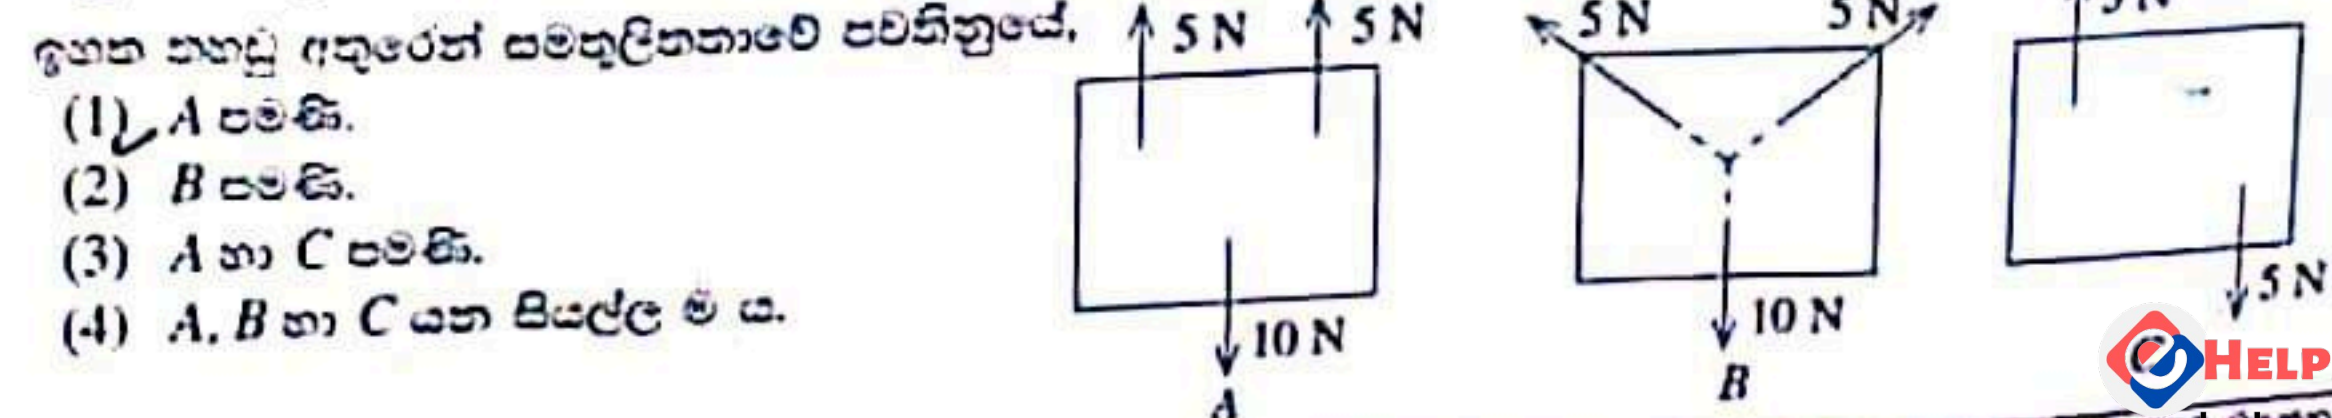 ඉහත තහඩු අතුරෙන් සමතුලිතතාවේ පවතිනුයේ,
(1) A පමණි.
(2) B පමණි.
(3) A හා C පමණි.
(4) A, B හා C යන සියල්ල ම ය.
5 N 5 N
10 N
A
5 N 5 N
10 N
B
5 N
5 N
C
HELP